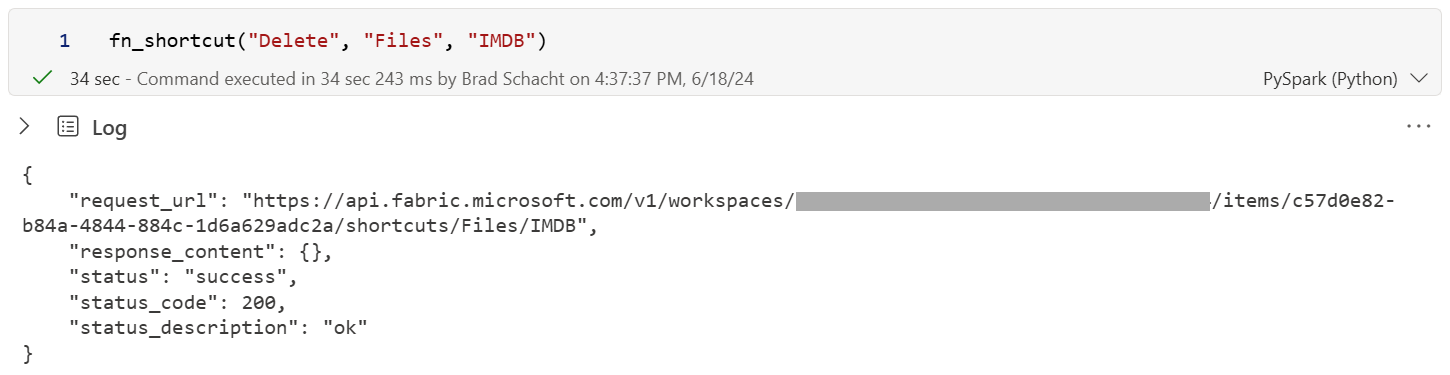 1 fn_shortcut("Delete", "Files", "IMDB")
34 sec - Command executed in 34 sec 243 ms by Brad Schacht on 4:37:37 PM, 6/18/24 PySpark (Python)
Log
{
    "request_url": "https://api.fabric.microsoft.com/v1/workspaces/ /items/c57d0e82-
b84a-4844-884c-1d6a629adc2a/shortcuts/Files/IMDB",
    "response_content": {},
    "status": "success",
    "status_code": 200,
    "status_description": "ok"
}